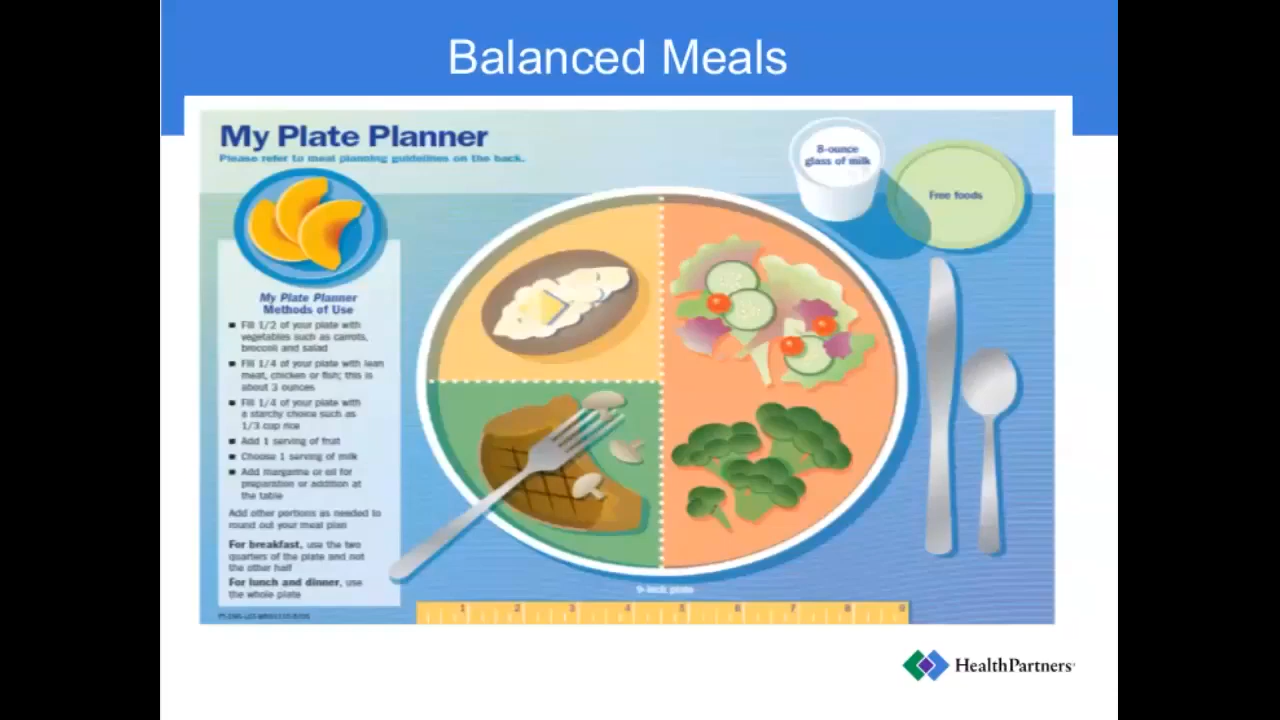 Balanced Meals
My Plate Planner
Please refer to meal planning guidelines on the back.
8-ounce
glass of milk
Free foods
My Plate Planner
Methods of Use
■ Fill 1/2 of your plate with
vegetables such as carrots,
broccoli and salad
■ Fill 1/4 of your plate with lean
meat, chicken or fish; this is
about 3 ounces
■ Fill 1/4 of your plate with
a starchy choice such as
1/3 cup rice
■ Add 1 serving of fruit
■ Choose 1 serving of milk
■ Add margarine or oil for
preparation or addition at
the table
Add other portions as needed to
round out your meal plan
For breakfast, use the two
quarters of the plate and not
the other half
For lunch and dinner, use
the whole plate
9-inch plate
1 2 3 4 5 6 7 8 9
HealthPartners